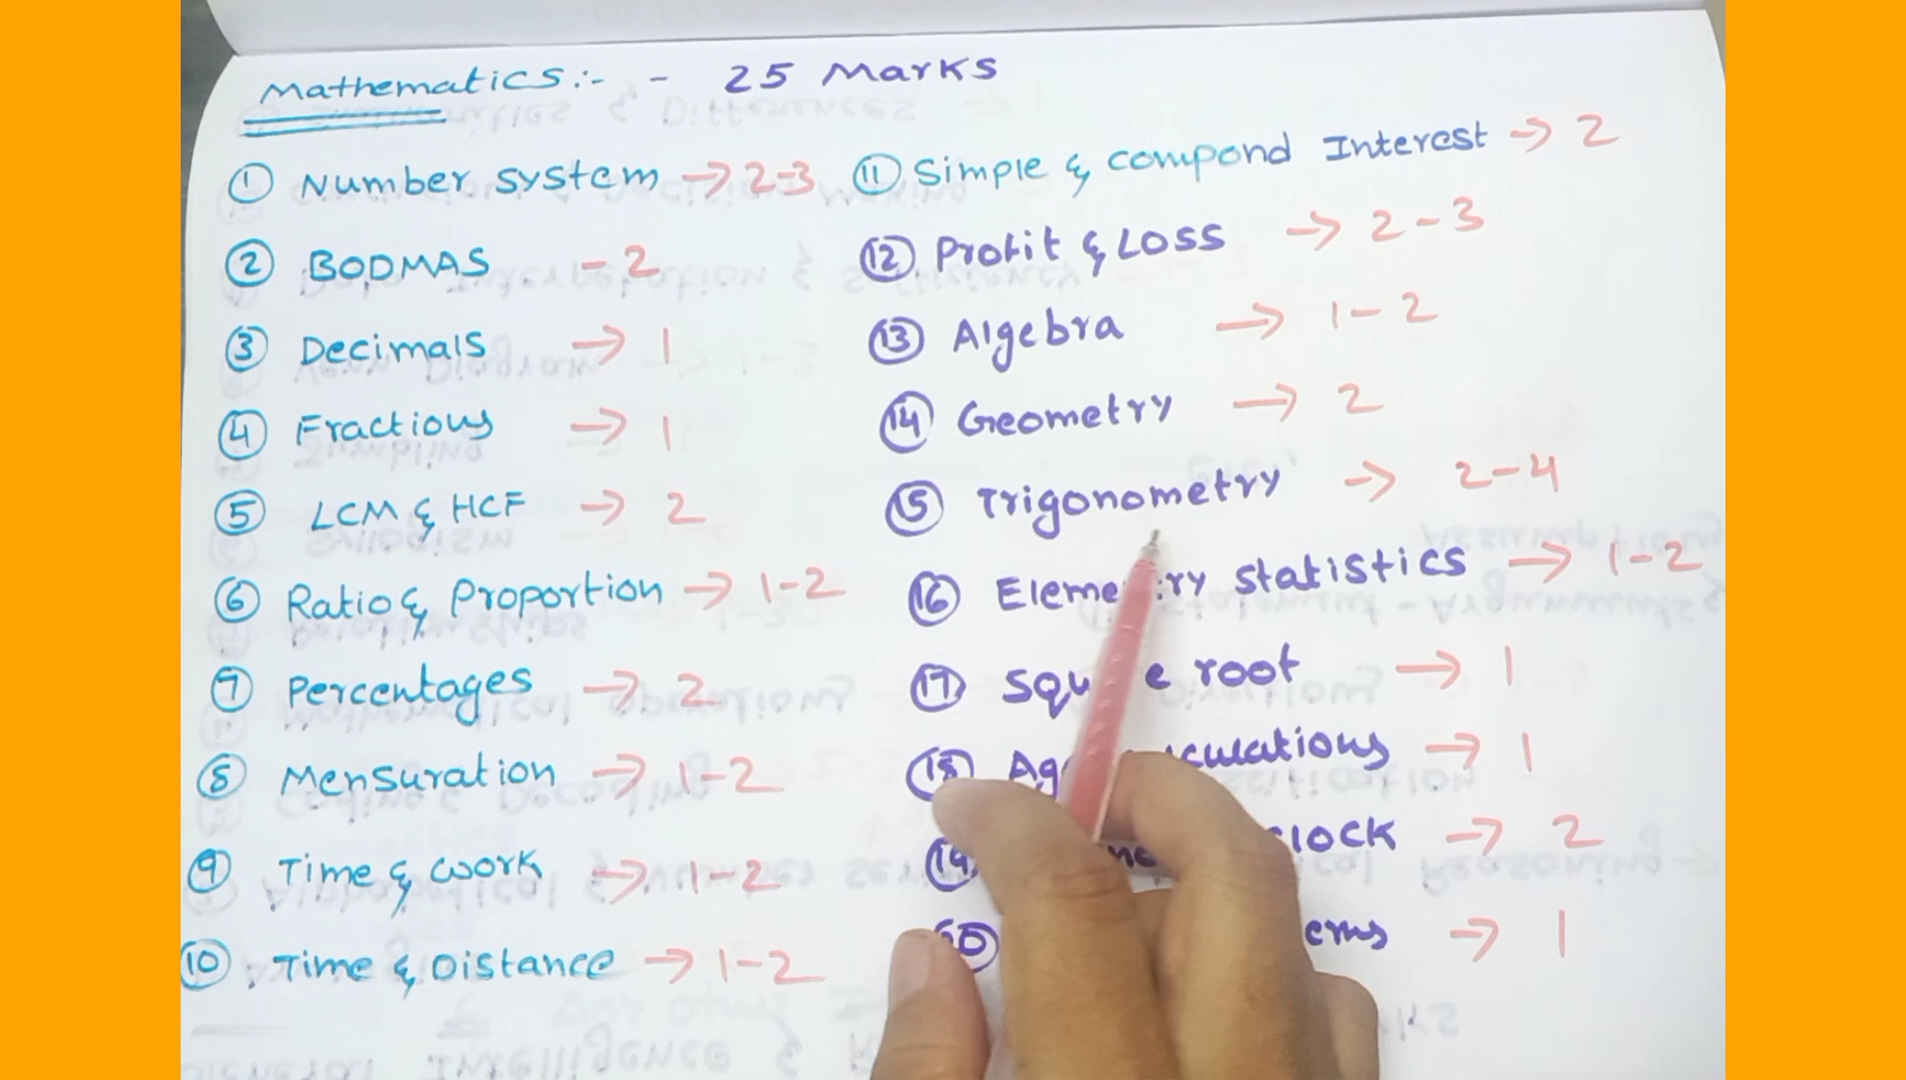 Mathematics:- - 25 Marks
① Number system → 2-3
② BODMAS - 2
③ Decimals → 1
④ Fractions → 1
⑤ LCM & HCF → 2
⑥ Ratio & Proportion → 1-2
⑦ Percentages → 2
⑧ Mensuration → 1-2
⑨ Time & Work → 1-2
⑩ Time & Distance → 1-2
⑪ Simple & compond Interest → 2
⑫ Profit & Loss → 2-3
⑬ Algebra → 1-2
⑭ Geometry → 2
⑮ Trigonometry → 2-4
⑯ statistics → 1-2
⑰ root → 1
⑱ → 1
⑲ clock → 2
⑳ → 1